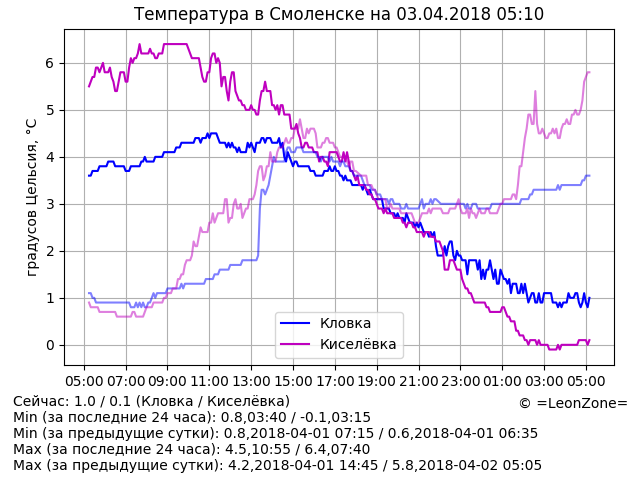 Температура в Смоленске на 03.04.2018 05:10
градусов Цельсия, °C
6
5
4
3
2
1
0
Кловка
Киселёвка
05:00 07:00 09:00 11:00 13:00 15:00 17:00 19:00 21:00 23:00 01:00 03:00 05:00
Сейчас: 1.0 / 0.1 (Кловка / Киселёвка)
© =LeonZone=
Min (за последние 24 часа): 0.8,03:40 / -0.1,03:15
Min (за предыдущие сутки): 0.8,2018-04-01 07:15 / 0.6,2018-04-01 06:35
Max (за последние 24 часа): 4.5,10:55 / 6.4,07:40
Max (за предыдущие сутки): 4.2,2018-04-01 14:45 / 5.8,2018-04-02 05:05